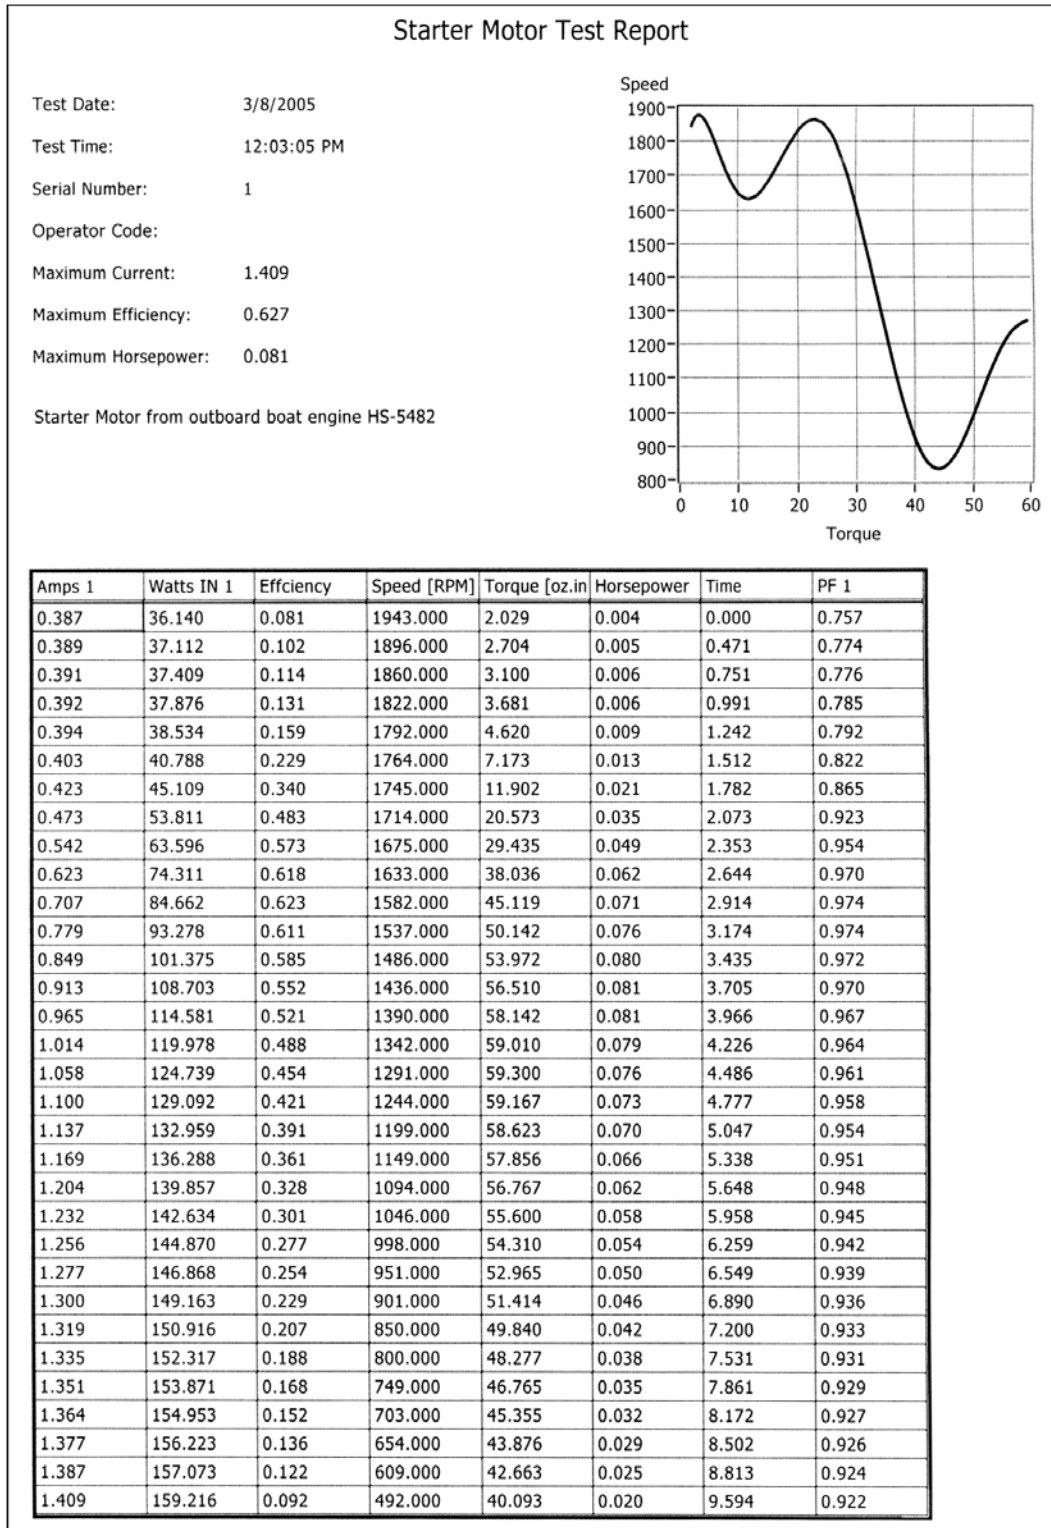 Starter Motor Test Report
Test Date: 3/8/2005
Test Time: 12:03:05 PM
Serial Number: 1
Operator Code:
Maximum Current: 1.409
Maximum Efficiency: 0.627
Maximum Horsepower: 0.081
Starter Motor from outboard boat engine HS-5482
Speed
1900
1800
1700
1600
1500
1400
1300
1200
1100
1000
900
800
0 10 20 30 40 50 60
Torque
Amps 1 Watts IN 1 Effciency Speed [RPM] Torque [oz.in Horsepower Time PF 1
0.387 36.140 0.081 1943.000 2.029 0.004 0.000 0.757
0.389 37.112 0.102 1896.000 2.704 0.005 0.471 0.774
0.391 37.409 0.114 1860.000 3.100 0.006 0.751 0.776
0.392 37.876 0.131 1822.000 3.681 0.006 0.991 0.785
0.394 38.534 0.159 1792.000 4.620 0.009 1.242 0.792
0.403 40.788 0.229 1764.000 7.173 0.013 1.512 0.822
0.423 45.109 0.340 1745.000 11.902 0.021 1.782 0.865
0.473 53.811 0.483 1714.000 20.573 0.035 2.073 0.923
0.542 63.596 0.573 1675.000 29.435 0.049 2.353 0.954
0.623 74.311 0.618 1633.000 38.036 0.062 2.644 0.970
0.707 84.662 0.623 1582.000 45.119 0.071 2.914 0.974
0.779 93.278 0.611 1537.000 50.142 0.076 3.174 0.974
0.849 101.375 0.585 1486.000 53.972 0.080 3.435 0.972
0.913 108.703 0.552 1436.000 56.510 0.081 3.705 0.970
0.965 114.581 0.521 1390.000 58.142 0.081 3.966 0.967
1.014 119.978 0.488 1342.000 59.010 0.079 4.226 0.964
1.058 124.739 0.454 1291.000 59.300 0.076 4.486 0.961
1.100 129.092 0.421 1244.000 59.167 0.073 4.777 0.958
1.137 132.959 0.391 1199.000 58.623 0.070 5.047 0.954
1.169 136.288 0.361 1149.000 57.856 0.066 5.338 0.951
1.204 139.857 0.328 1094.000 56.767 0.062 5.648 0.948
1.232 142.634 0.301 1046.000 55.600 0.058 5.958 0.945
1.256 144.870 0.277 998.000 54.310 0.054 6.259 0.942
1.277 146.868 0.254 951.000 52.965 0.050 6.549 0.939
1.300 149.163 0.229 901.000 51.414 0.046 6.890 0.936
1.319 150.916 0.207 850.000 49.840 0.042 7.200 0.933
1.335 152.317 0.188 800.000 48.277 0.038 7.531 0.931
1.351 153.871 0.168 749.000 46.765 0.035 7.861 0.929
1.364 154.953 0.152 703.000 45.355 0.032 8.172 0.927
1.377 156.223 0.136 654.000 43.876 0.029 8.502 0.926
1.387 157.073 0.122 609.000 42.663 0.025 8.813 0.924
1.409 159.216 0.092 492.000 40.093 0.020 9.594 0.922